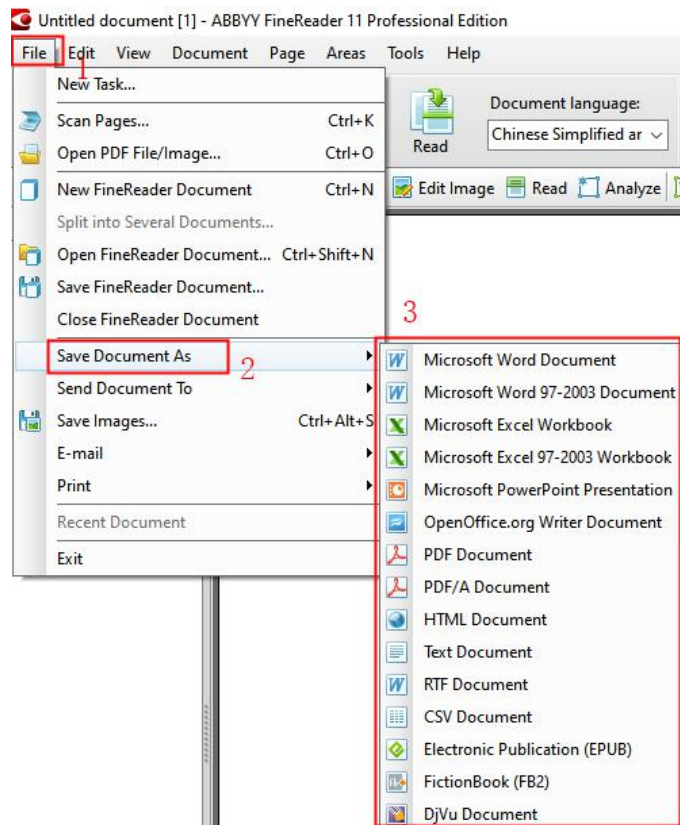 Untitled document [1] - ABBYY FineReader 11 Professional Edition
File Edit View Document Page Areas Tools Help
1
New Task...
Scan Pages... Ctrl+K
Open PDF File/Image... Ctrl+O
New FineReader Document Ctrl+N
Split into Several Documents...
Open FineReader Document... Ctrl+Shift+N
Save FineReader Document...
Close FineReader Document
Save Document As
2
Send Document To
Save Images... Ctrl+Alt+S
E-mail
Print
Recent Document
Exit
Read
Document language:
Chinese Simplified ar
Edit Image Read Analyze
3
Microsoft Word Document
Microsoft Word 97-2003 Document
Microsoft Excel Workbook
Microsoft Excel 97-2003 Workbook
Microsoft PowerPoint Presentation
OpenOffice.org Writer Document
PDF Document
PDF/A Document
HTML Document
Text Document
RTF Document
CSV Document
Electronic Publication (EPUB)
FictionBook (FB2)
DjVu Document